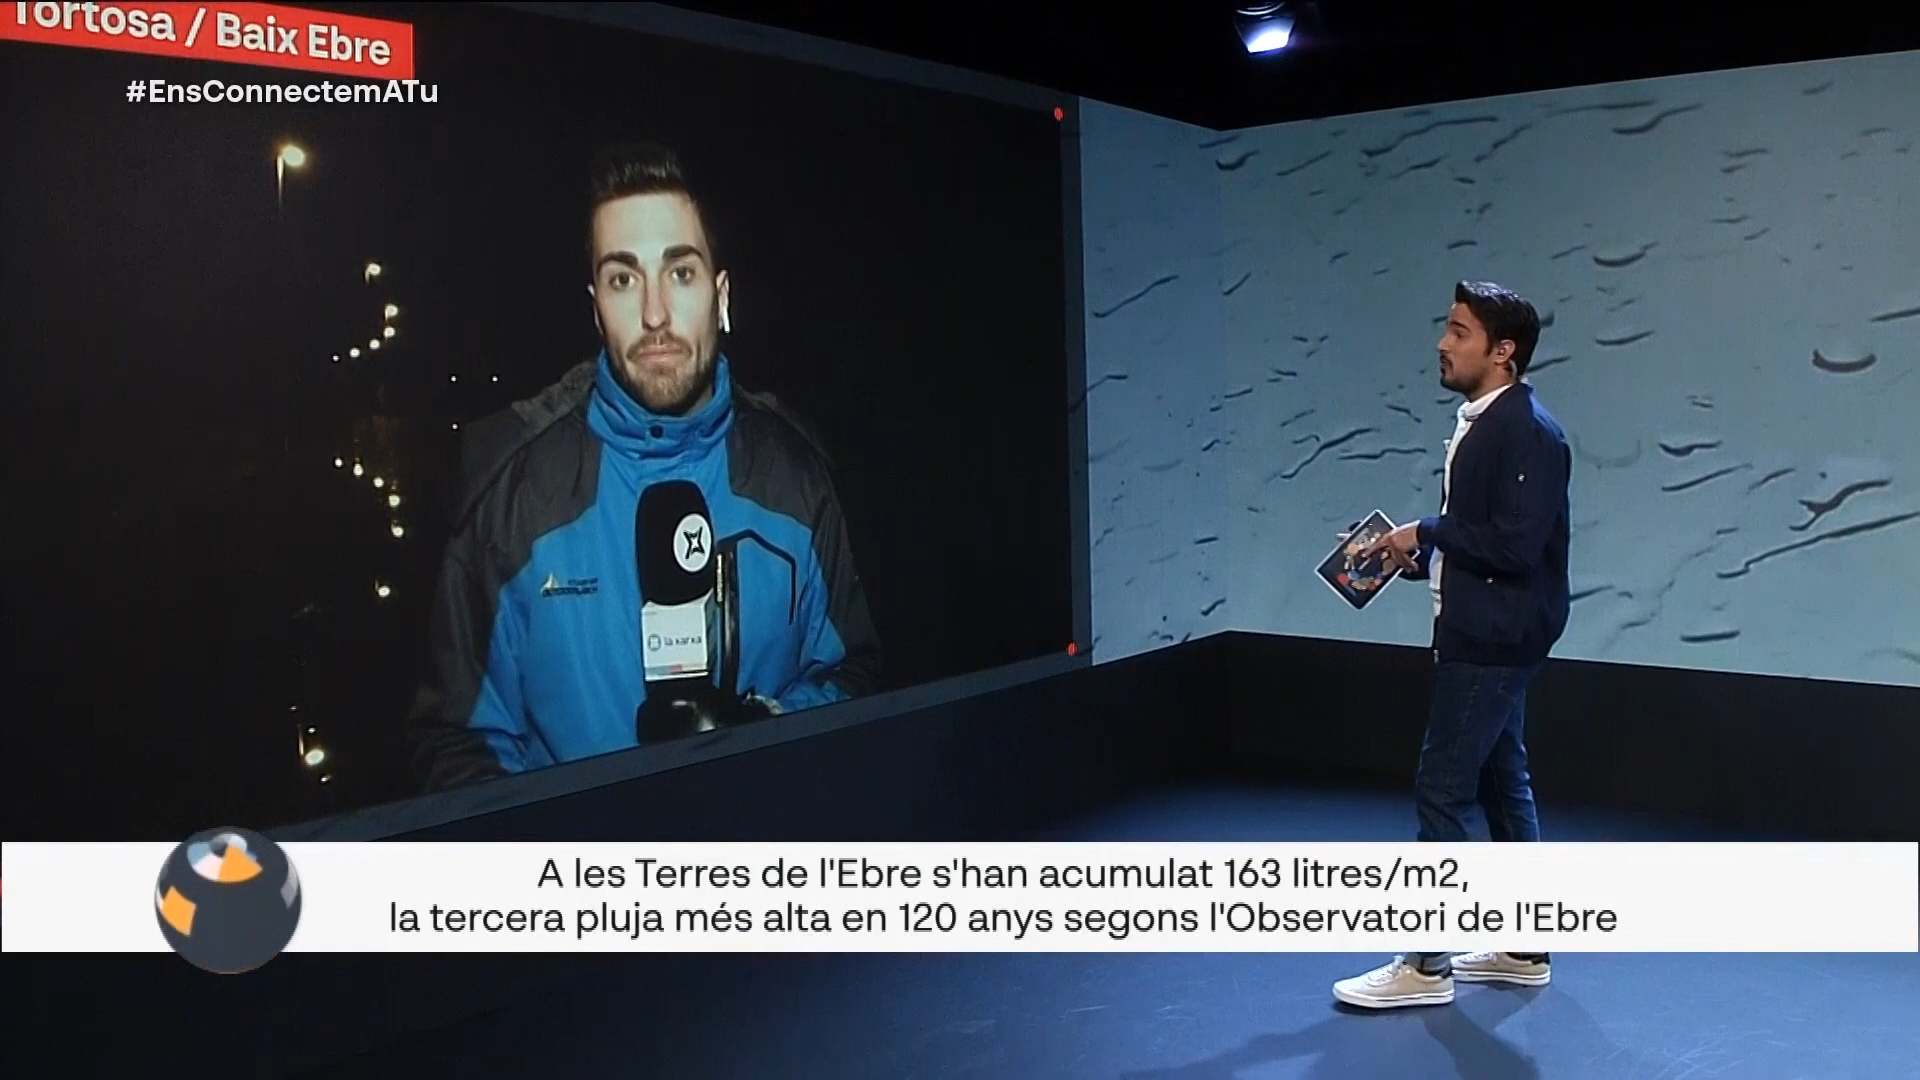 Tortosa / Baix Ebre
#EnsConnectemATu
la xarxa
A les Terres de l'Ebre s'han acumulat 163 litres/m2,
la tercera pluja més alta en 120 anys segons l'Observatori de l'Ebre